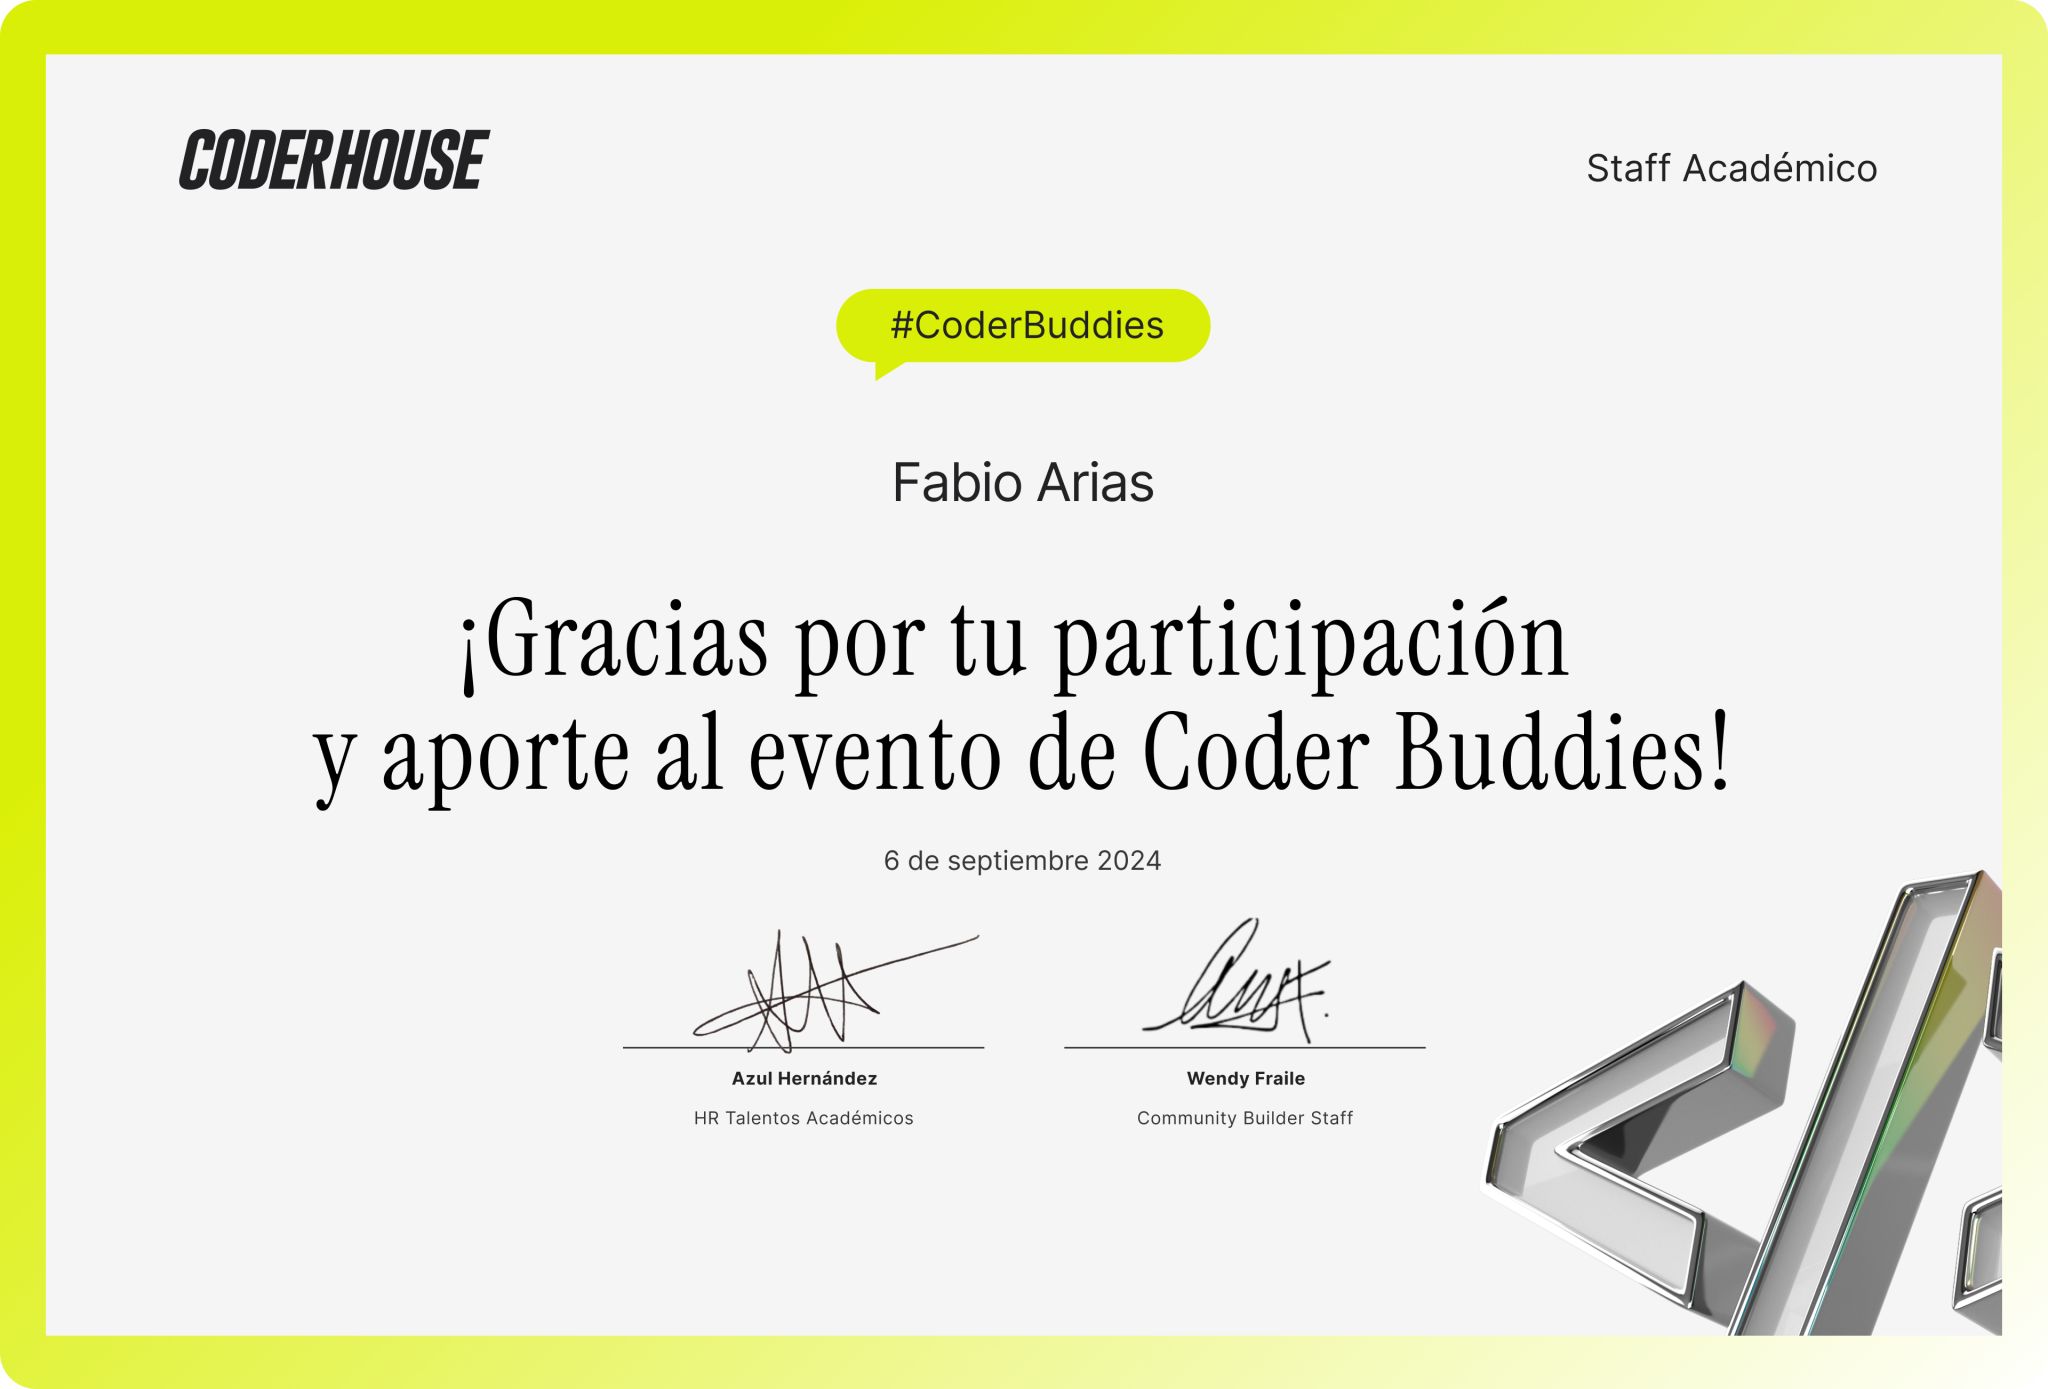 CODERHOUSE
Staff Académico
#CoderBuddies
Fabio Arias
¡Gracias por tu participación
y aporte al evento de Coder Buddies!
6 de septiembre 2024
Azul Hernández
HR Talentos Académicos
Wendy Fraile
Community Builder Staff